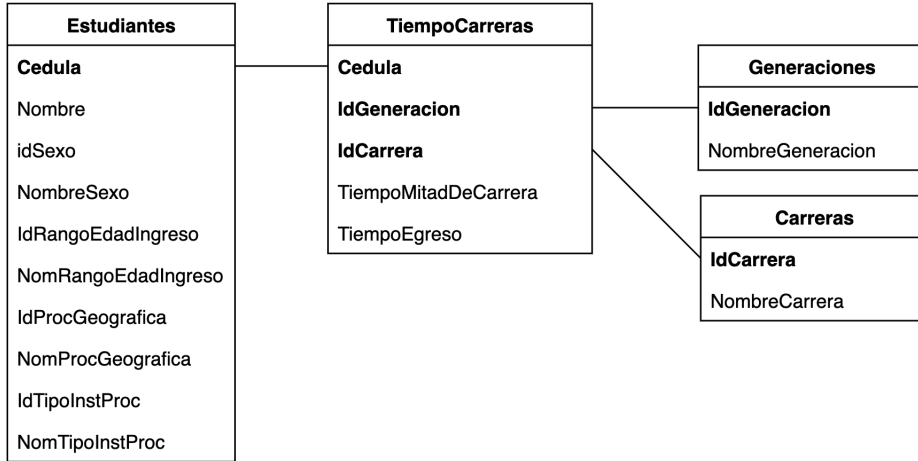 Estudiantes
Cedula
Nombre
idSexo
NombreSexo
IdRangoEdadIngreso
NomRangoEdadIngreso
IdProcGeografica
NomProcGeografica
IdTipoInstProc
NomTipoInstProc
TiempoCarreras
Cedula
IdGeneracion
IdCarrera
TiempoMitadDeCarrera
TiempoEgreso
Generaciones
IdGeneracion
NombreGeneracion
Carreras
IdCarrera
NombreCarrera